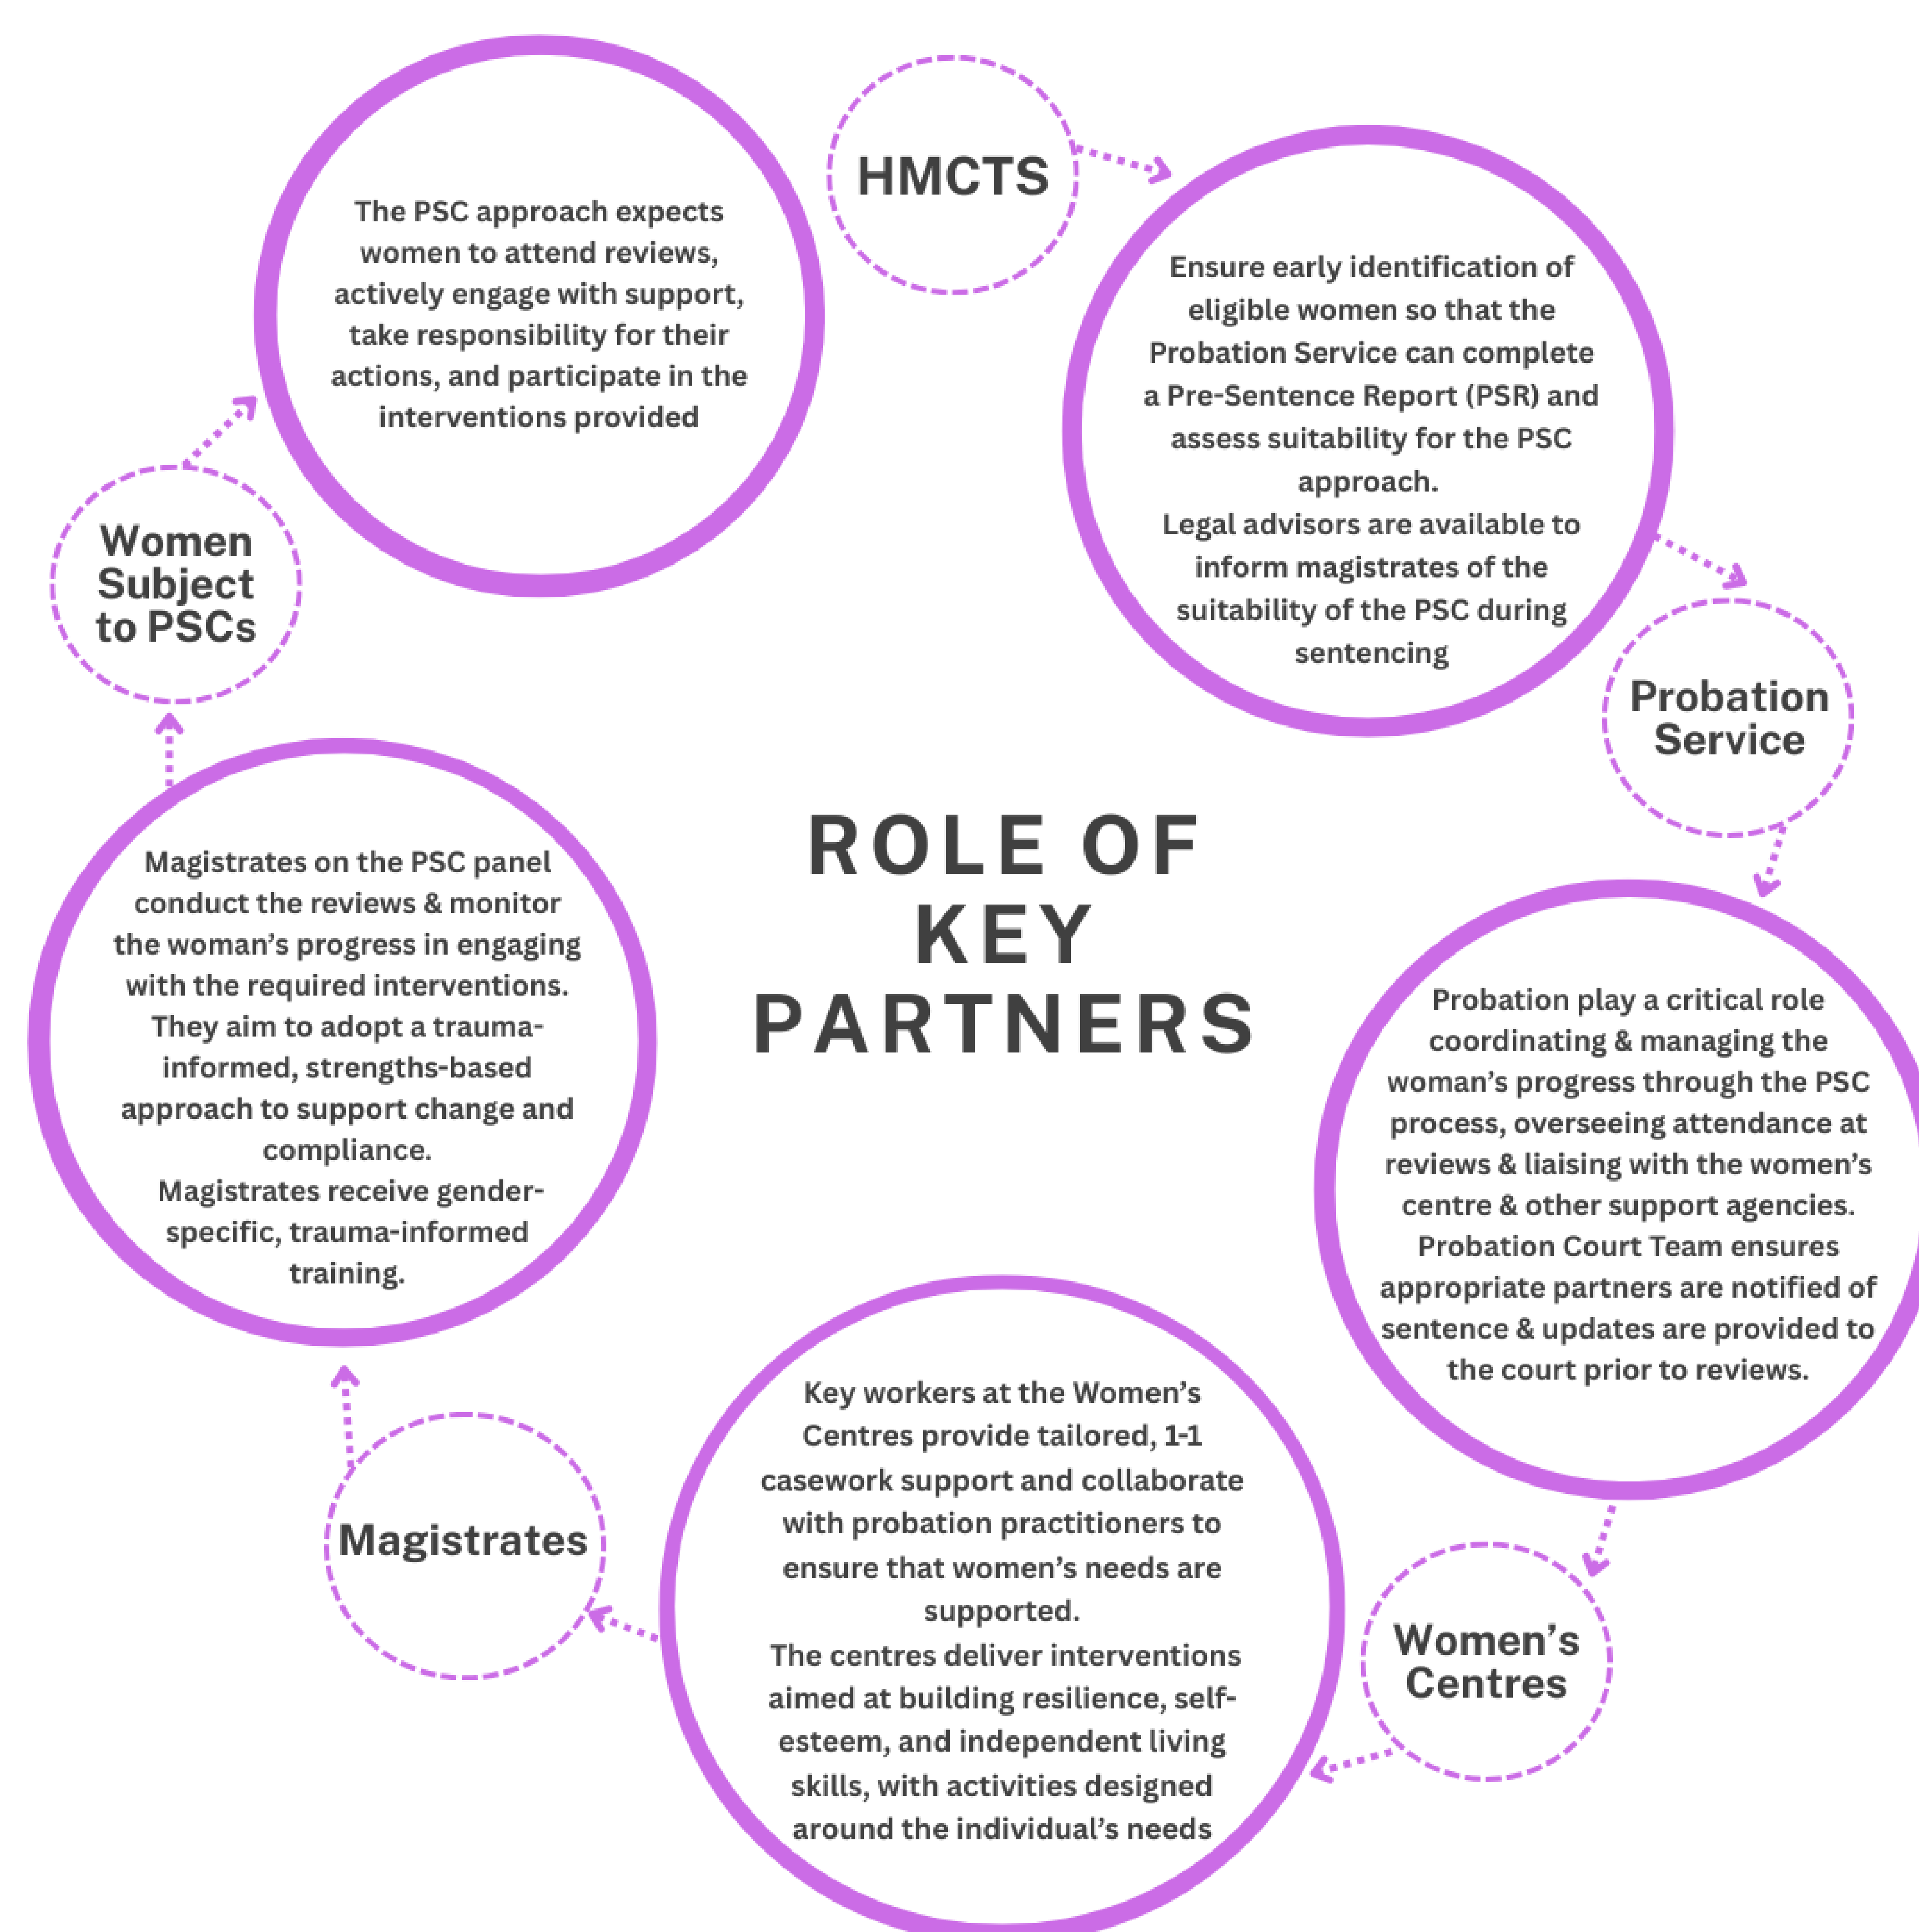 ROLE OF
KEY
PARTNERS
HMCTS
Ensure early identification of
eligible women so that the
Probation Service can complete
a Pre-Sentence Report (PSR) and
assess suitability for the PSC
approach.
Legal advisors are available to
inform magistrates of the
suitability of the PSC during
sentencing
Probation
Service
Probation play a critical role
coordinating & managing the
woman’s progress through the PSC
process, overseeing attendance at
reviews & liaising with the women’s
centre & other support agencies.
Probation Court Team ensures
appropriate partners are notified of
sentence & updates are provided to
the court prior to reviews.
Women’s
Centres
Key workers at the Women’s
Centres provide tailored, 1-1
casework support and collaborate
with probation practitioners to
ensure that women’s needs are
supported.
The centres deliver interventions
aimed at building resilience, self-
esteem, and independent living
skills, with activities designed
around the individual’s needs
Magistrates
Magistrates on the PSC panel
conduct the reviews & monitor
the woman’s progress in engaging
with the required interventions.
They aim to adopt a trauma-
informed, strengths-based
approach to support change and
compliance.
Magistrates receive gender-
specific, trauma-informed
training.
Women
Subject
to PSCs
The PSC approach expects
women to attend reviews,
actively engage with support,
take responsibility for their
actions, and participate in the
interventions provided